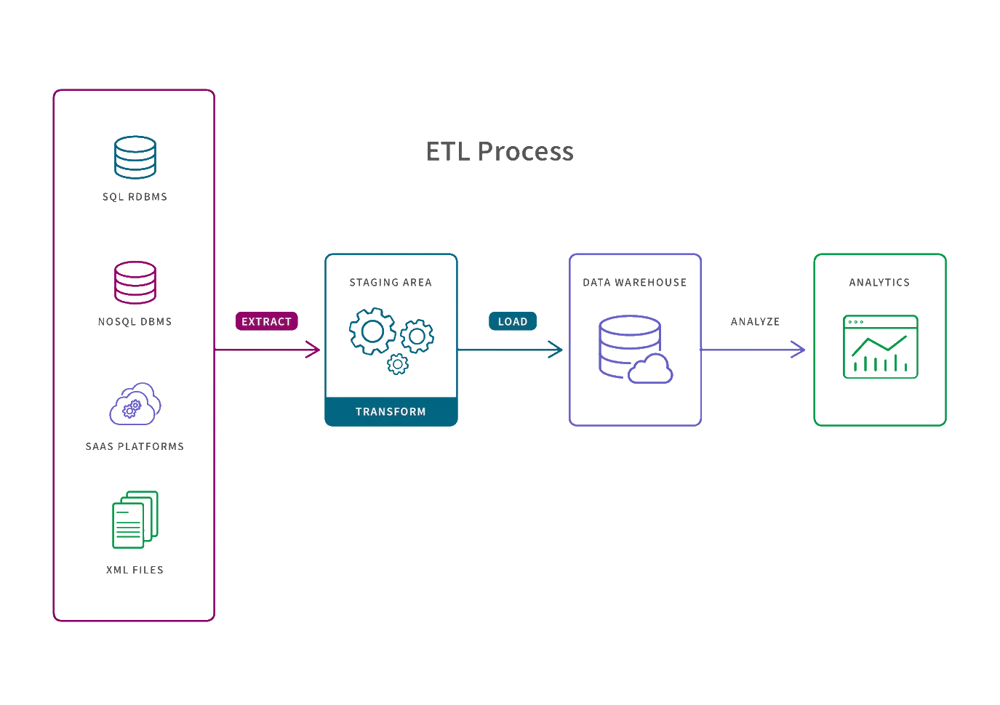 ETL Process
SQL RDBMS
NOSQL DBMS
SAAS PLATFORMS
XML FILES
EXTRACT
STAGING AREA
TRANSFORM
LOAD
DATA WAREHOUSE
ANALYZE
ANALYTICS